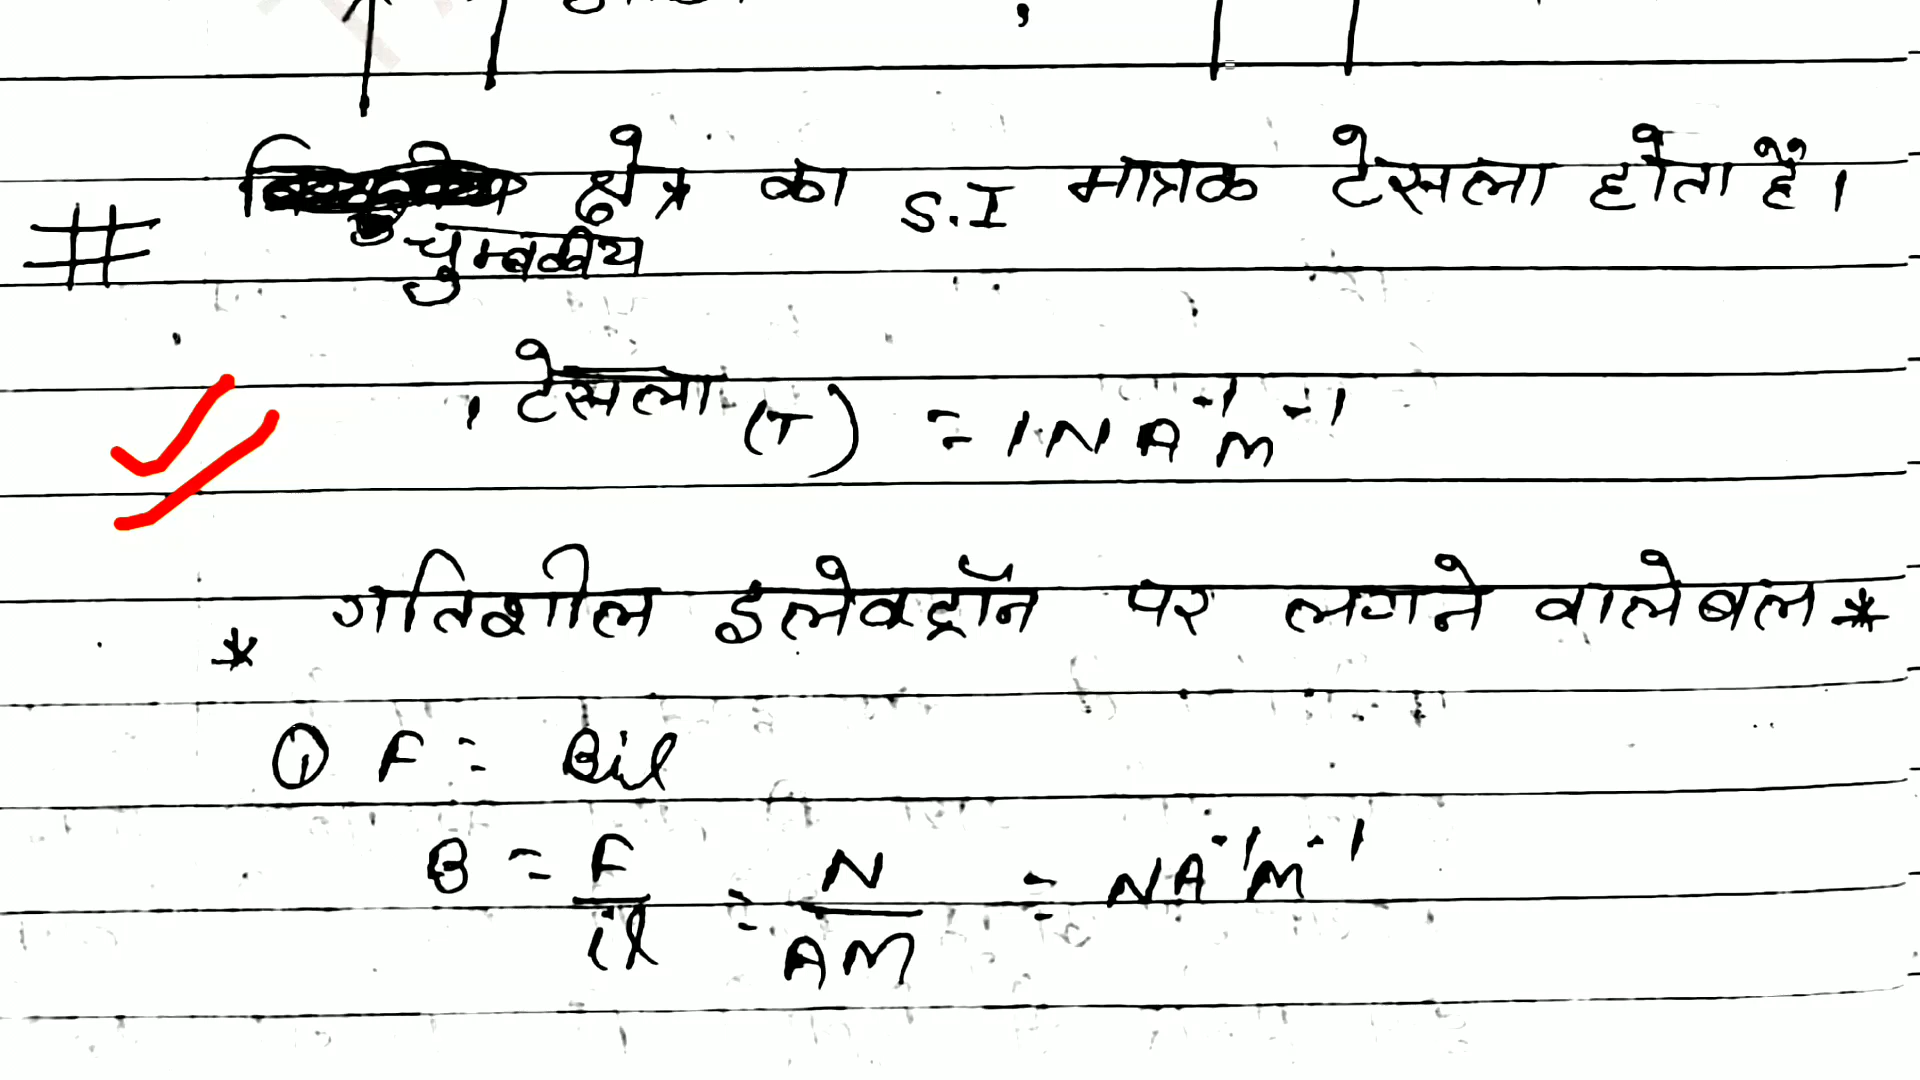 # चुम्बकीय क्षेत्र का S.I मात्रक टेसला होता हैं।
1 टेसला (T) = 1NA⁻¹m⁻¹
* गतिशील इलेक्ट्रॉन पर लगने वाले बल *
① F = Bil
B = F/il = N/AM = NA⁻¹M⁻¹